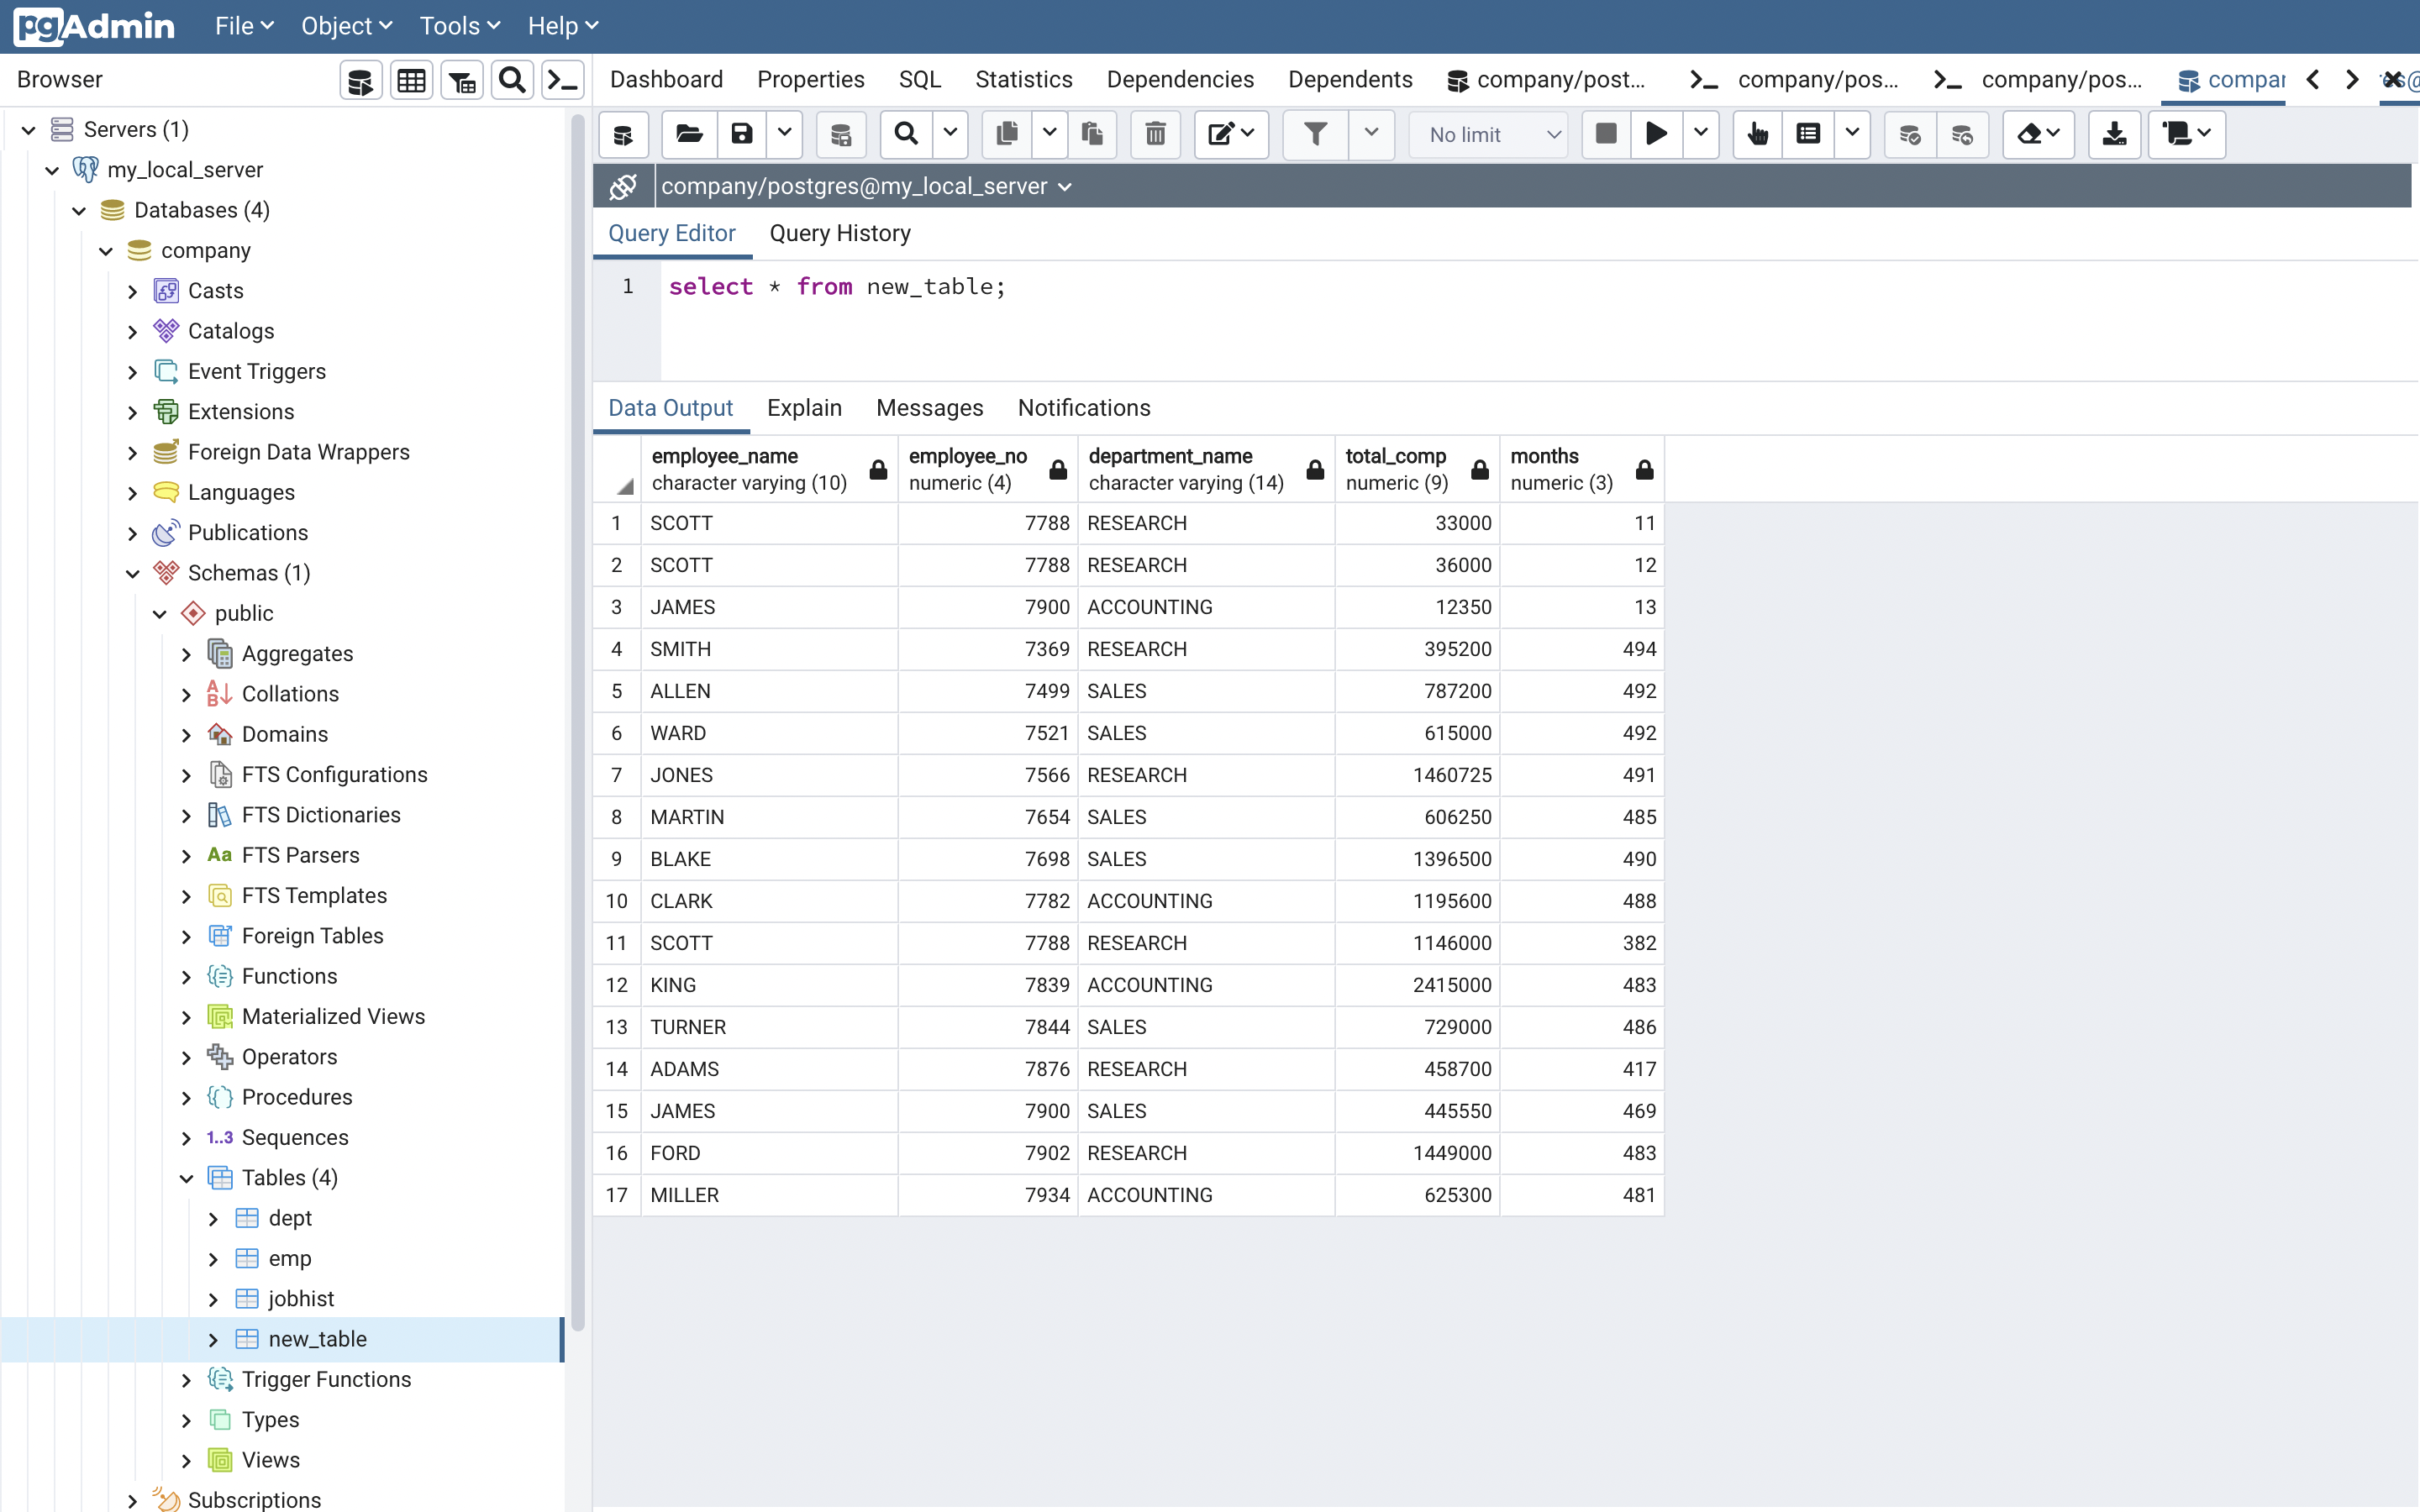 pgAdmin File Object Tools Help
Browser
Dashboard Properties SQL Statistics Dependencies Dependents company/post... company/pos... company/pos... compar
Servers (1)
my_local_server
Databases (4)
company
Casts
Catalogs
Event Triggers
Extensions
Foreign Data Wrappers
Languages
Publications
Schemas (1)
public
Aggregates
Collations
Domains
FTS Configurations
FTS Dictionaries
Aa FTS Parsers
FTS Templates
Foreign Tables
Functions
Materialized Views
Operators
Procedures
1..3 Sequences
Tables (4)
dept
emp
jobhist
new_table
Trigger Functions
Types
Views
Subscriptions
No limit
company/postgres@my_local_server
Query Editor Query History
1 select * from new_table;
Data Output Explain Messages Notifications
employee_name employee_no department_name total_comp months
character varying (10) numeric (4) character varying (14) numeric (9) numeric (3)
1 SCOTT 7788 RESEARCH 33000 11
2 SCOTT 7788 RESEARCH 36000 12
3 JAMES 7900 ACCOUNTING 12350 13
4 SMITH 7369 RESEARCH 395200 494
5 ALLEN 7499 SALES 787200 492
6 WARD 7521 SALES 615000 492
7 JONES 7566 RESEARCH 1460725 491
8 MARTIN 7654 SALES 606250 485
9 BLAKE 7698 SALES 1396500 490
10 CLARK 7782 ACCOUNTING 1195600 488
11 SCOTT 7788 RESEARCH 1146000 382
12 KING 7839 ACCOUNTING 2415000 483
13 TURNER 7844 SALES 729000 486
14 ADAMS 7876 RESEARCH 458700 417
15 JAMES 7900 SALES 445550 469
16 FORD 7902 RESEARCH 1449000 483
17 MILLER 7934 ACCOUNTING 625300 481